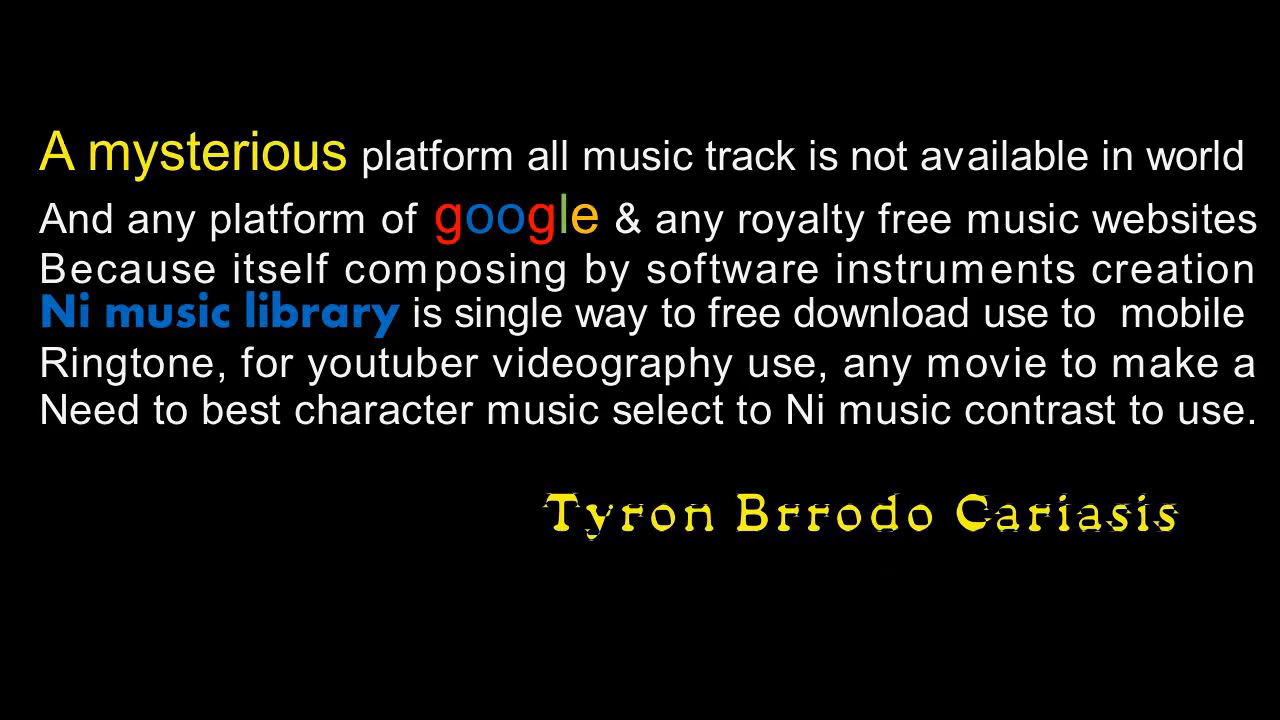 A mysterious platform all music track is not available in world
And any platform of google & any royalty free music websites
Because itself composing by software instruments creation
Ni music library is single way to free download use to mobile
Ringtone, for youtuber videography use, any movie to make a
Need to best character music select to Ni music contrast to use.
Tyron Brrodo Cariasis